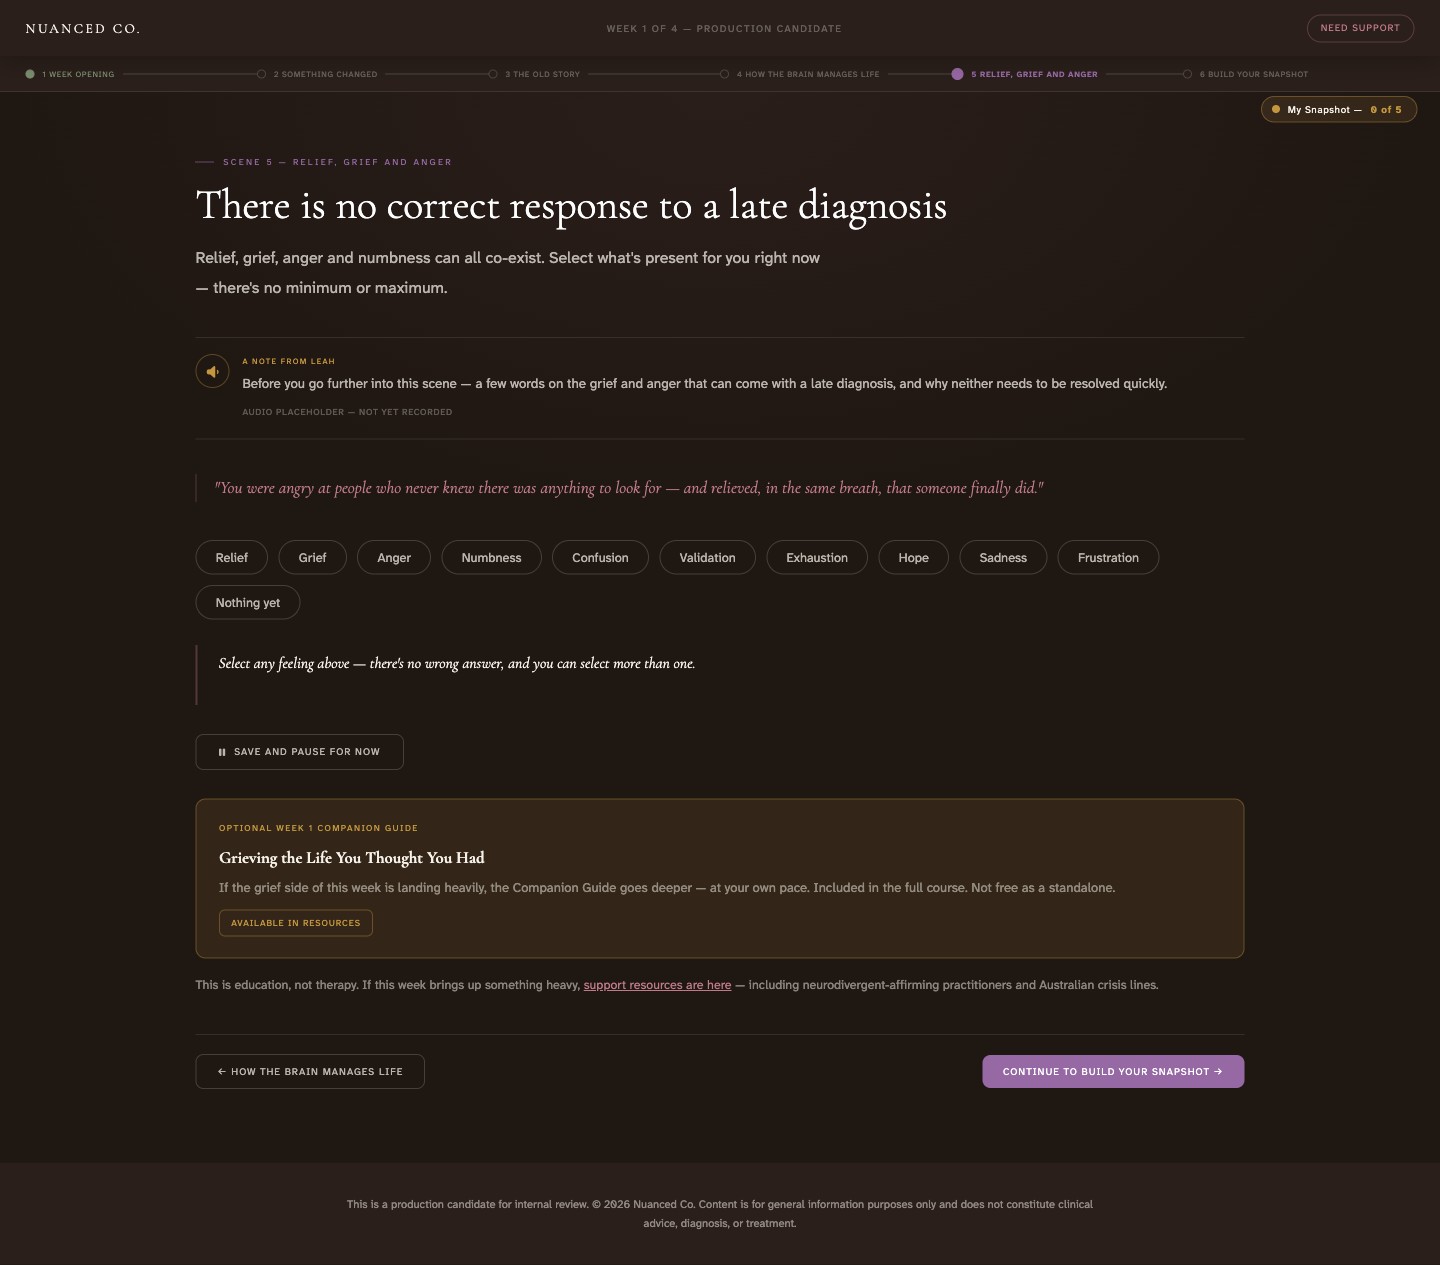 NUANCED CO.
WEEK 1 OF 4 — PRODUCTION CANDIDATE
NEED SUPPORT
1 WEEK OPENING
2 SOMETHING CHANGED
3 THE OLD STORY
4 HOW THE BRAIN MANAGES LIFE
5 RELIEF, GRIEF AND ANGER
6 BUILD YOUR SNAPSHOT
My Snapshot — 0 of 5
SCENE 5 — RELIEF, GRIEF AND ANGER
There is no correct response to a late diagnosis
Relief, grief, anger and numbness can all co-exist. Select what's present for you right now
— there's no minimum or maximum.
A NOTE FROM LEAH
Before you go further into this scene — a few words on the grief and anger that can come with a late diagnosis, and why neither needs to be resolved quickly.
AUDIO PLACEHOLDER — NOT YET RECORDED
"You were angry at people who never knew there was anything to look for — and relieved, in the same breath, that someone finally did."
Relief
Grief
Anger
Numbness
Confusion
Validation
Exhaustion
Hope
Sadness
Frustration
Nothing yet
Select any feeling above — there's no wrong answer, and you can select more than one.
SAVE AND PAUSE FOR NOW
OPTIONAL WEEK 1 COMPANION GUIDE
Grieving the Life You Thought You Had
If the grief side of this week is landing heavily, the Companion Guide goes deeper — at your own pace. Included in the full course. Not free as a standalone.
AVAILABLE IN RESOURCES
This is education, not therapy. If this week brings up something heavy, support resources are here — including neurodivergent-affirming practitioners and Australian crisis lines.
← HOW THE BRAIN MANAGES LIFE
CONTINUE TO BUILD YOUR SNAPSHOT →
This is a production candidate for internal review. © 2026 Nuanced Co. Content is for general information purposes only and does not constitute clinical
advice, diagnosis, or treatment.